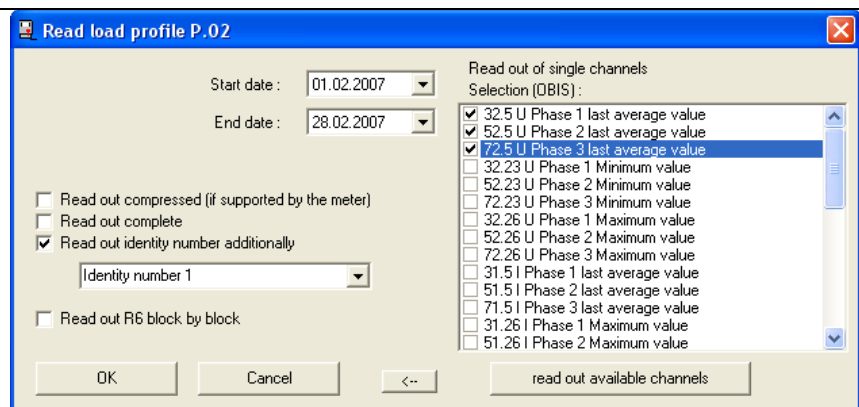 Read load profile P.02
Start date :
01.02.2007
End date :
28.02.2007
Read out compressed (if supported by the meter)
Read out complete
Read out identity number additionally
Identity number 1
Read out R6 block by block
OK
Cancel
<--
Read out of single channels
Selection (OBIS) :
32.5 U Phase 1 last average value
52.5 U Phase 2 last average value
72.5 U Phase 3 last average value
32.23 U Phase 1 Minimum value
52.23 U Phase 2 Minimum value
72.23 U Phase 3 Minimum value
32.26 U Phase 1 Maximum value
52.26 U Phase 2 Maximum value
72.26 U Phase 3 Maximum value
31.5 I Phase 1 last average value
51.5 I Phase 2 last average value
71.5 I Phase 3 last average value
31.26 I Phase 1 Maximum value
51.26 I Phase 2 Maximum value
read out available channels